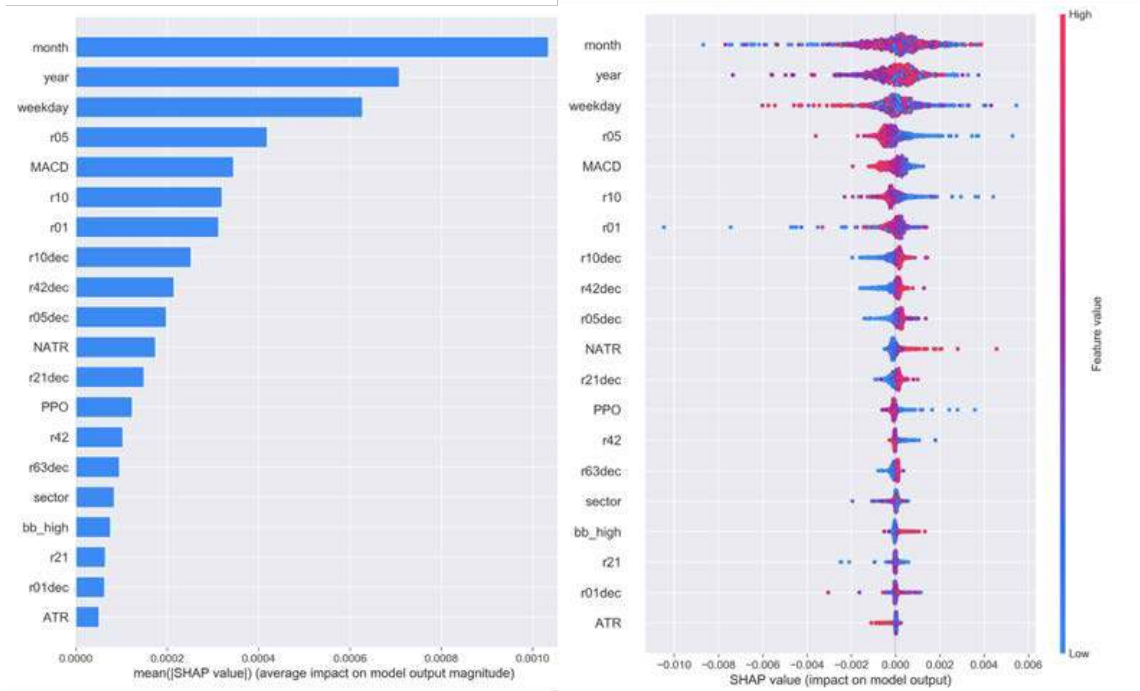 month
year
weekday
r05
MACD
r10
r01
r10dec
r42dec
r05dec
NATR
r21dec
PPO
r42
r63dec
sector
bb_high
r21
r01dec
ATR
0.0000 0.0002 0.0004 0.0006 0.0008 0.0010
mean(|SHAP value|) (average impact on model output magnitude)
High
month
year
weekday
r05
MACD
r10
r01
r10dec
r42dec
r05dec
NATR
r21dec
PPO
r42
r63dec
sector
bb_high
r21
r01dec
ATR
Low
−0.010 −0.008 −0.006 −0.004 −0.002 0.000 0.002 0.004 0.006
SHAP value (impact on model output)
Feature value